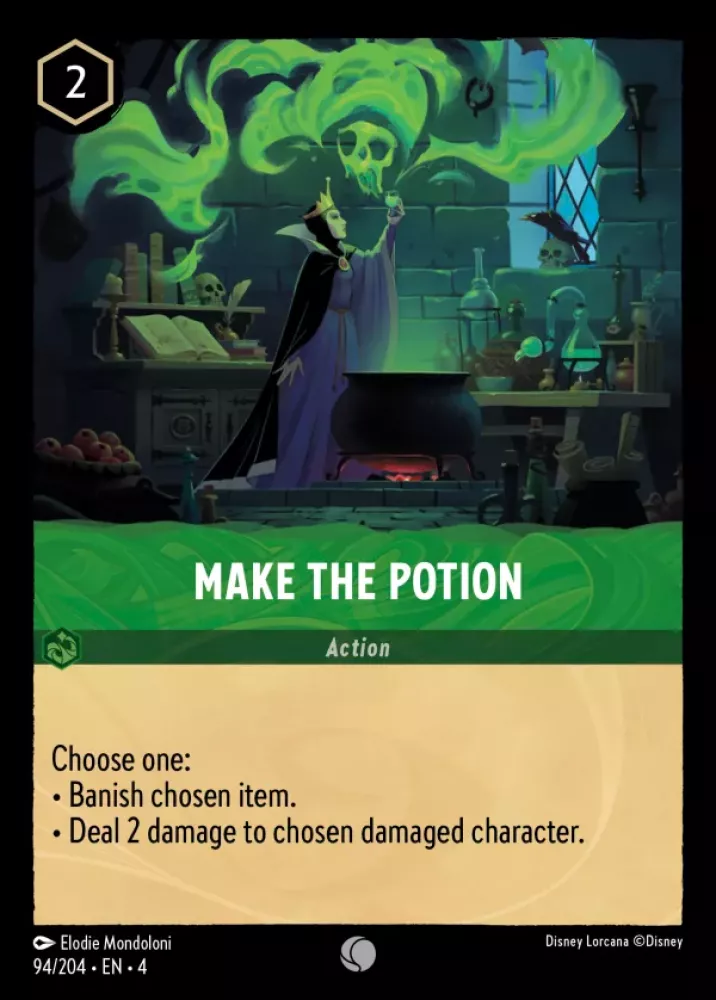 2
MAKE THE POTION
Action
Choose one:
• Banish chosen item.
• Deal 2 damage to chosen damaged character.
Elodie Mondoloni
Disney Lorcana ©Disney
94/204 • EN • 4